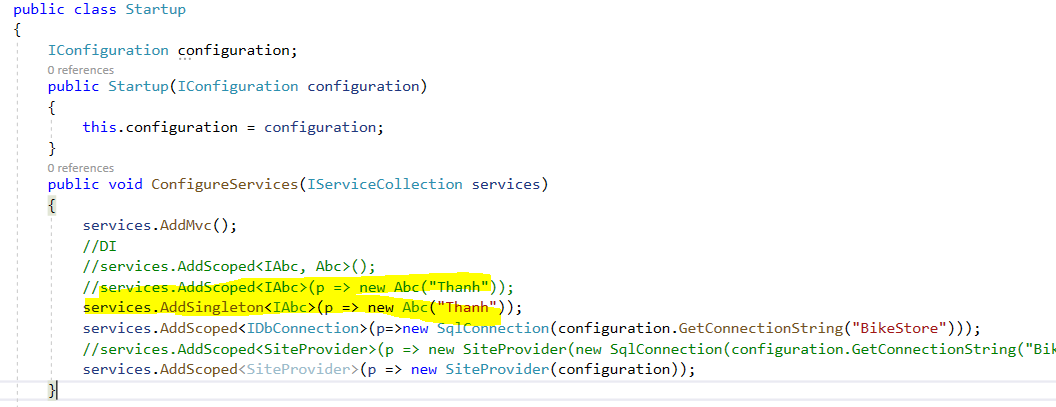 public class Startup
{
IConfiguration configuration;
0 references
public Startup(IConfiguration configuration)
{
this.configuration = configuration;
}
0 references
public void ConfigureServices(IServiceCollection services)
{
services.AddMvc();
//DI
//services.AddScoped<IAbc, Abc>();
//services.AddScoped<IAbc>(p => new Abc("Thanh"));
services.AddSingleton<IAbc>(p => new Abc("Thanh"));
services.AddScoped<IDbConnection>(p=>new SqlConnection(configuration.GetConnectionString("BikeStore")));
//services.AddScoped<SiteProvider>(p => new SiteProvider(new SqlConnection(configuration.GetConnectionString("Bik
services.AddScoped<SiteProvider>(p => new SiteProvider(configuration));
}